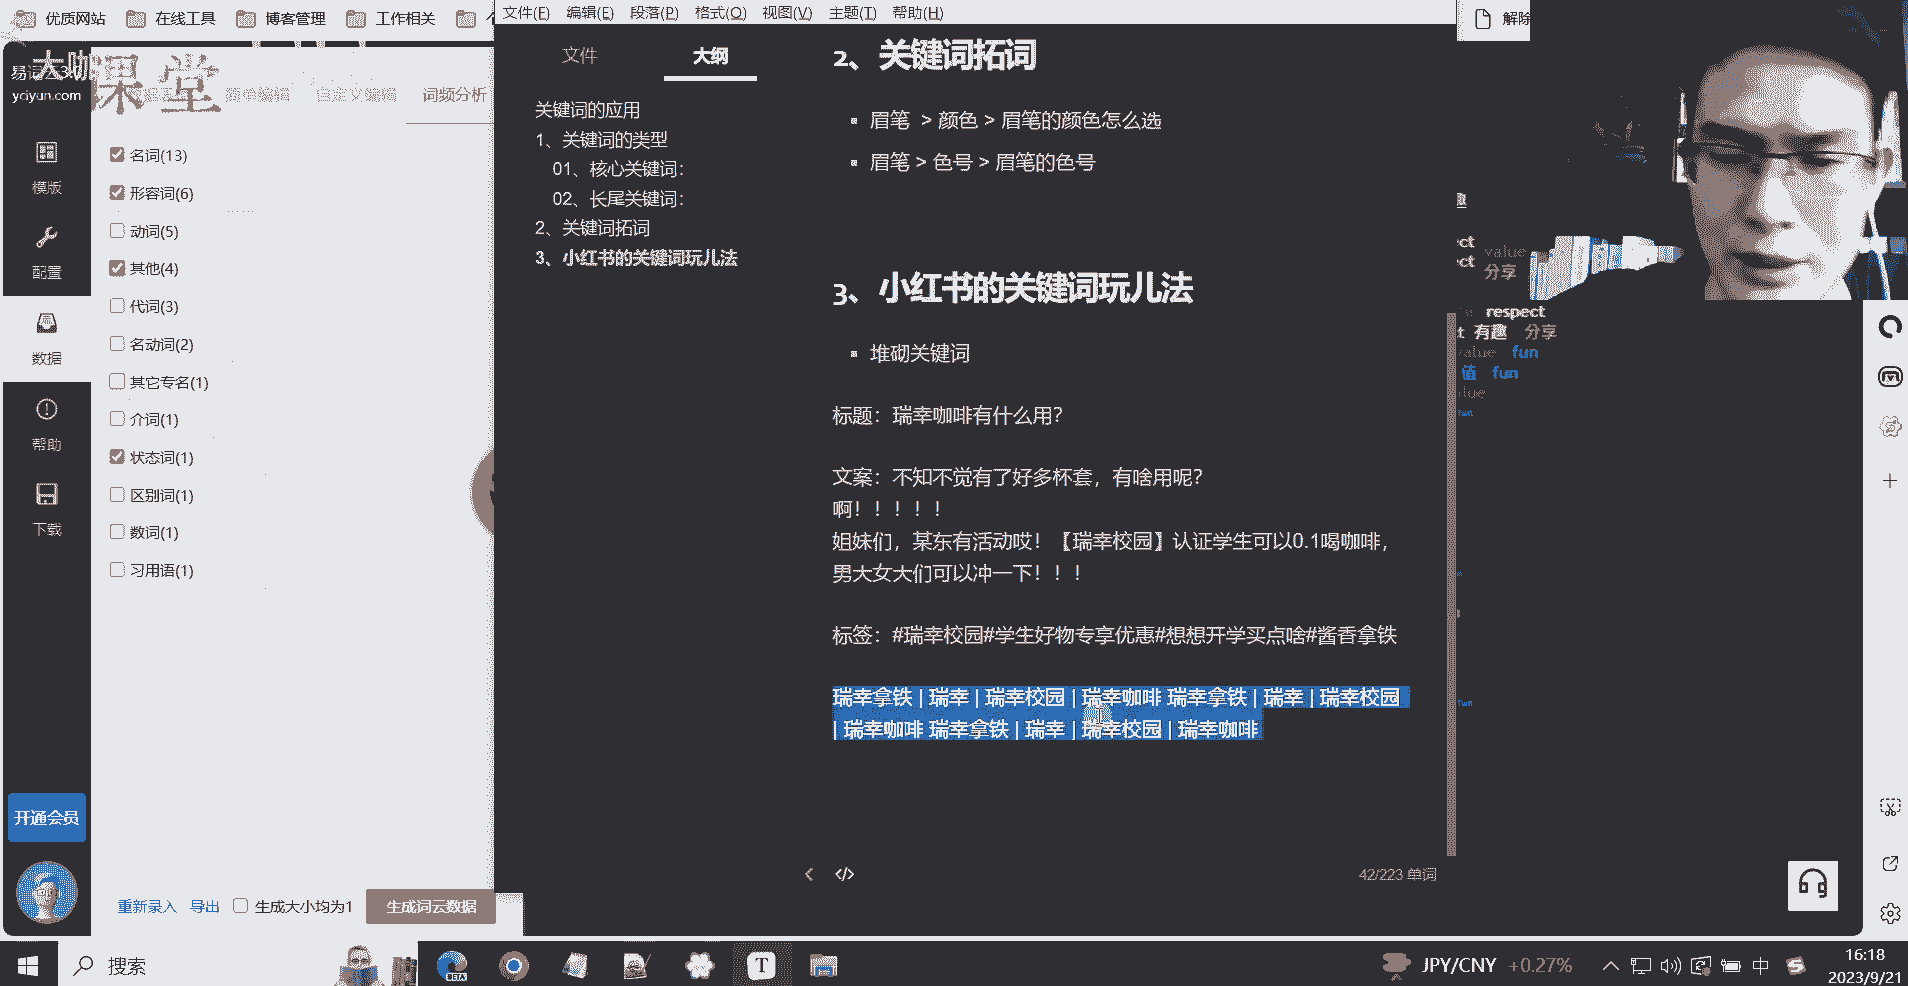 优质网站
在线工具
博客管理
工作相关
文件(F) 编辑(E) 段落(P) 格式(O) 视图(V) 主题(T) 帮助(H)
解除
大咖课堂
yciyun.com
简单编辑
自定义编辑
词频分析
模版
配置
数据
帮助
下载
开通会员
名词(13)
形容词(6)
动词(5)
其他(4)
代词(3)
名动词(2)
其它专名(1)
介词(1)
状态词(1)
区别词(1)
数词(1)
习用语(1)
重新录入 导出 生成大小均为1 生成词云数据
文件 大纲
关键词的应用
1、关键词的类型
01、核心关键词：
02、长尾关键词：
2、关键词拓词
3、小红书的关键词玩儿法
2、关键词拓词
眉笔 > 颜色 > 眉笔的颜色怎么选
眉笔 > 色号 > 眉笔的色号
3、小红书的关键词玩儿法
堆砌关键词
标题：瑞幸咖啡有什么用？
文案：不知不觉有了好多杯套，有啥用呢？
啊！！！！！
姐妹们，某东有活动哎！【瑞幸校园】认证学生可以0.1喝咖啡，
男大女大们可以冲一下！！！
标签：#瑞幸校园#学生好物专享优惠#想想开学买点啥#酱香拿铁
瑞幸拿铁 | 瑞幸 | 瑞幸校园 | 瑞幸咖啡 瑞幸拿铁 | 瑞幸 | 瑞幸校园
| 瑞幸咖啡 瑞幸拿铁 | 瑞幸 | 瑞幸校园 | 瑞幸咖啡
42/223 单词
value
分享
respect
有趣 分享
value fun
值 fun
fun
搜索
BETA
JPY/CNY +0.27%
中
16:18
2023/9/21